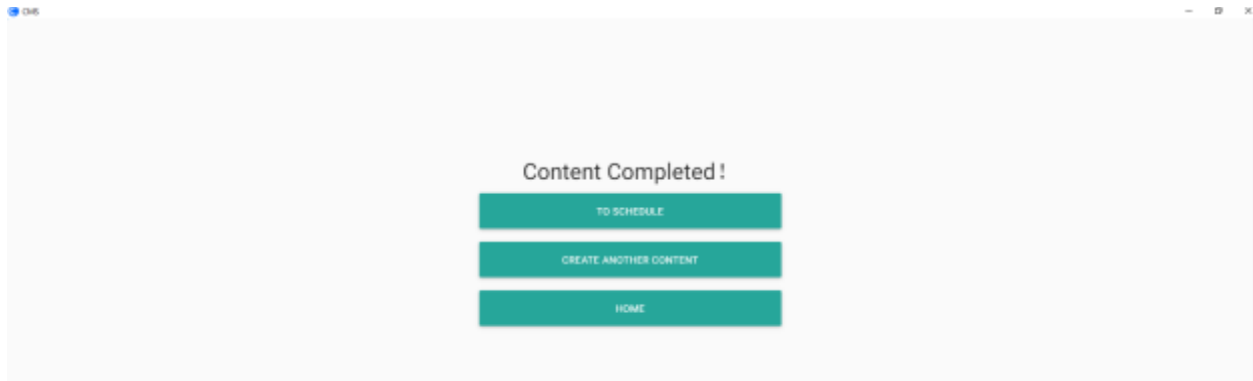 CMS
Content Completed!
TO SCHEDULE
CREATE ANOTHER CONTENT
HOME